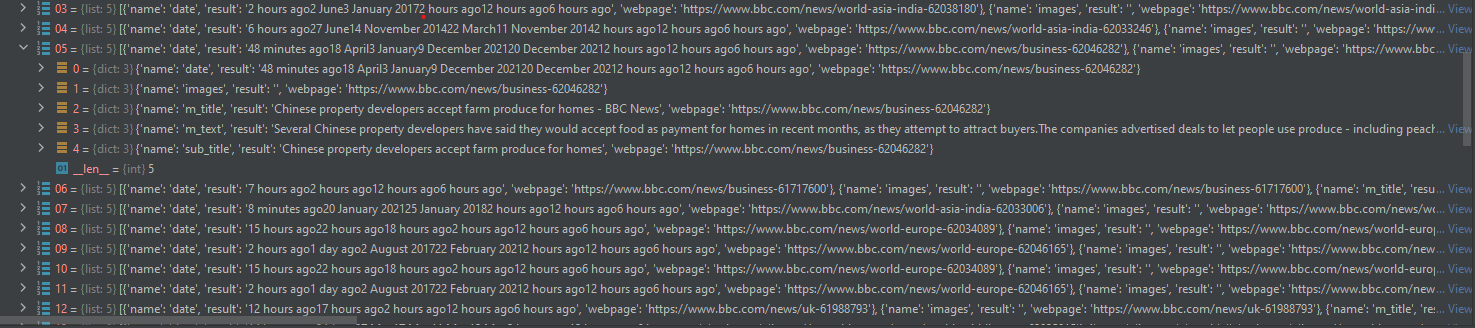 03 = {list: 5} [{'name': 'date', 'result': '2 hours ago2 June3 January 20172 hours ago12 hours ago6 hours ago', 'webpage': 'https://www.bbc.com/news/world-asia-india-62038180'}, {'name': 'images', 'result': '', 'webpage': 'https://www.bbc.com/news/world-asia-ind... View
04 = {list: 5} [{'name': 'date', 'result': '6 hours ago27 June14 November 201422 March11 November 20142 hours ago12 hours ago6 hours ago', 'webpage': 'https://www.bbc.com/news/world-asia-india-62033246'}, {'name': 'images', 'result': '', 'webpage': 'https://ww... View
05 = {list: 5} [{'name': 'date', 'result': '48 minutes ago18 April3 January9 December 202120 December 20212 hours ago12 hours ago6 hours ago', 'webpage': 'https://www.bbc.com/news/business-62046282'}, {'name': 'images', 'result': '', 'webpage': 'https://www.bbc... View
0 = {dict: 3} {'name': 'date', 'result': '48 minutes ago18 April3 January9 December 202120 December 20212 hours ago12 hours ago6 hours ago', 'webpage': 'https://www.bbc.com/news/business-62046282'}
1 = {dict: 3} {'name': 'images', 'result': '', 'webpage': 'https://www.bbc.com/news/business-62046282'}
2 = {dict: 3} {'name': 'm_title', 'result': 'Chinese property developers accept farm produce for homes - BBC News', 'webpage': 'https://www.bbc.com/news/business-62046282'}
3 = {dict: 3} {'name': 'm_text', 'result': 'Several Chinese property developers have said they would accept food as payment for homes in recent months, as they attempt to attract buyers.The companies advertised deals to let people use produce - including peach... View
4 = {dict: 3} {'name': 'sub_title', 'result': 'Chinese property developers accept farm produce for homes', 'webpage': 'https://www.bbc.com/news/business-62046282'}
01 __len__ = {int} 5
06 = {list: 5} [{'name': 'date', 'result': '7 hours ago2 hours ago12 hours ago6 hours ago', 'webpage': 'https://www.bbc.com/news/business-61717600'}, {'name': 'images', 'result': '', 'webpage': 'https://www.bbc.com/news/business-61717600'}, {'name': 'm_title', 'resu... View
07 = {list: 5} [{'name': 'date', 'result': '8 minutes ago20 January 202125 January 20182 hours ago12 hours ago6 hours ago', 'webpage': 'https://www.bbc.com/news/world-asia-india-62033006'}, {'name': 'images', 'result': '', 'webpage': 'https://www.bbc.com/news/wo... View
08 = {list: 5} [{'name': 'date', 'result': '15 hours ago22 hours ago18 hours ago2 hours ago12 hours ago6 hours ago', 'webpage': 'https://www.bbc.com/news/world-europe-62034089'}, {'name': 'images', 'result': '', 'webpage': 'https://www.bbc.com/news/world-europ... View
09 = {list: 5} [{'name': 'date', 'result': '2 hours ago1 day ago2 August 201722 February 20212 hours ago12 hours ago6 hours ago', 'webpage': 'https://www.bbc.com/news/world-europe-62046165'}, {'name': 'images', 'result': '', 'webpage': 'https://www.bbc.com/new... View
10 = {list: 5} [{'name': 'date', 'result': '15 hours ago22 hours ago18 hours ago2 hours ago12 hours ago6 hours ago', 'webpage': 'https://www.bbc.com/news/world-europe-62034089'}, {'name': 'images', 'result': '', 'webpage': 'https://www.bbc.com/news/world-europ... View
11 = {list: 5} [{'name': 'date', 'result': '2 hours ago1 day ago2 August 201722 February 20212 hours ago12 hours ago6 hours ago', 'webpage': 'https://www.bbc.com/news/world-europe-62046165'}, {'name': 'images', 'result': '', 'webpage': 'https://www.bbc.com/new... View
12 = {list: 5} [{'name': 'date', 'result': '12 hours ago17 hours ago2 hours ago12 hours ago6 hours ago', 'webpage': 'https://www.bbc.com/news/uk-61988793'}, {'name': 'images', 'result': '', 'webpage': 'https://www.bbc.com/news/uk-61988793'}, {'name': 'm_title', 'res... View